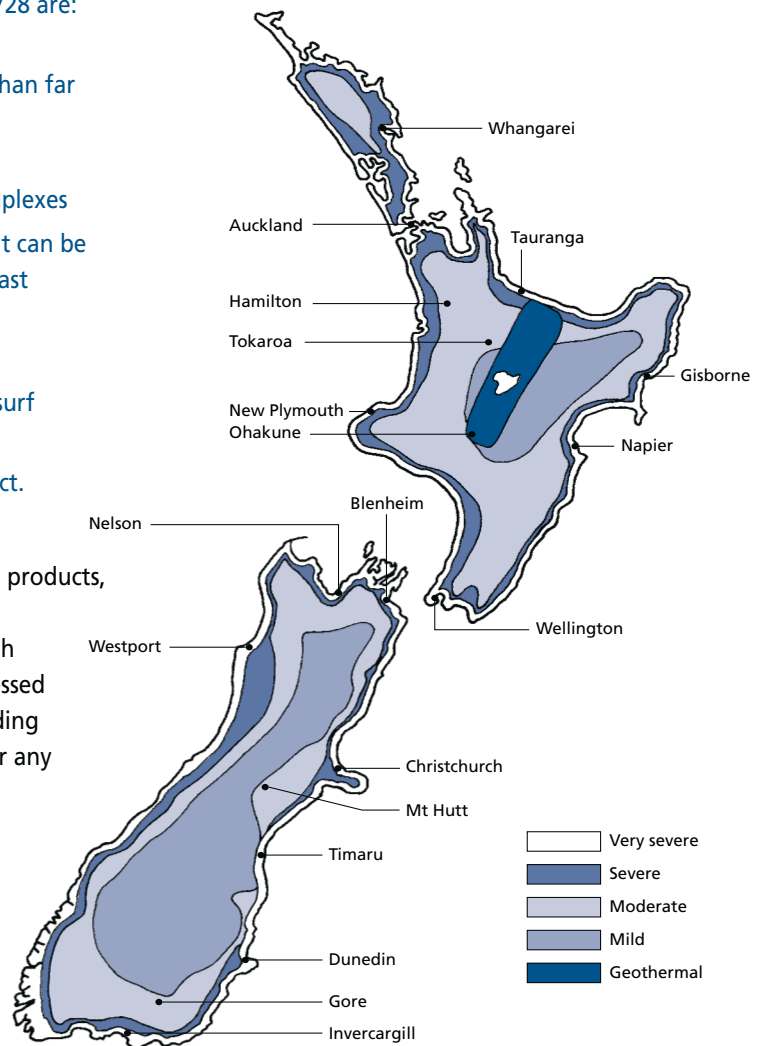 /28 are:
han far
plexes
t can be
ast
surf
ct.
products,
h
ssed
ding
r any
Whangarei
Auckland
Tauranga
Hamilton
Tokaroa
Gisborne
New Plymouth
Ohakune
Napier
Blenheim
Nelson
Wellington
Westport
Christchurch
Mt Hutt
Timaru
Dunedin
Gore
Invercargill
Very severe
Severe
Moderate
Mild
Geothermal